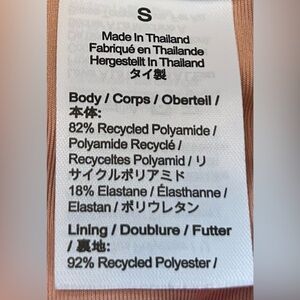 S
Made In Thailand
Fabriqué en Thaïlande
Hergestellt In Thailand
タイ製
Body / Corps / Oberteil /
本体:
82% Recycled Polyamide /
Polyamide Recyclé /
Recyceltes Polyamid / リ
サイクルポリアミド
18% Elastane / Élasthanne /
Elastan / ポリウレタン
Lining / Doublure / Futter
/ 裏地:
92% Recycled Polyester /